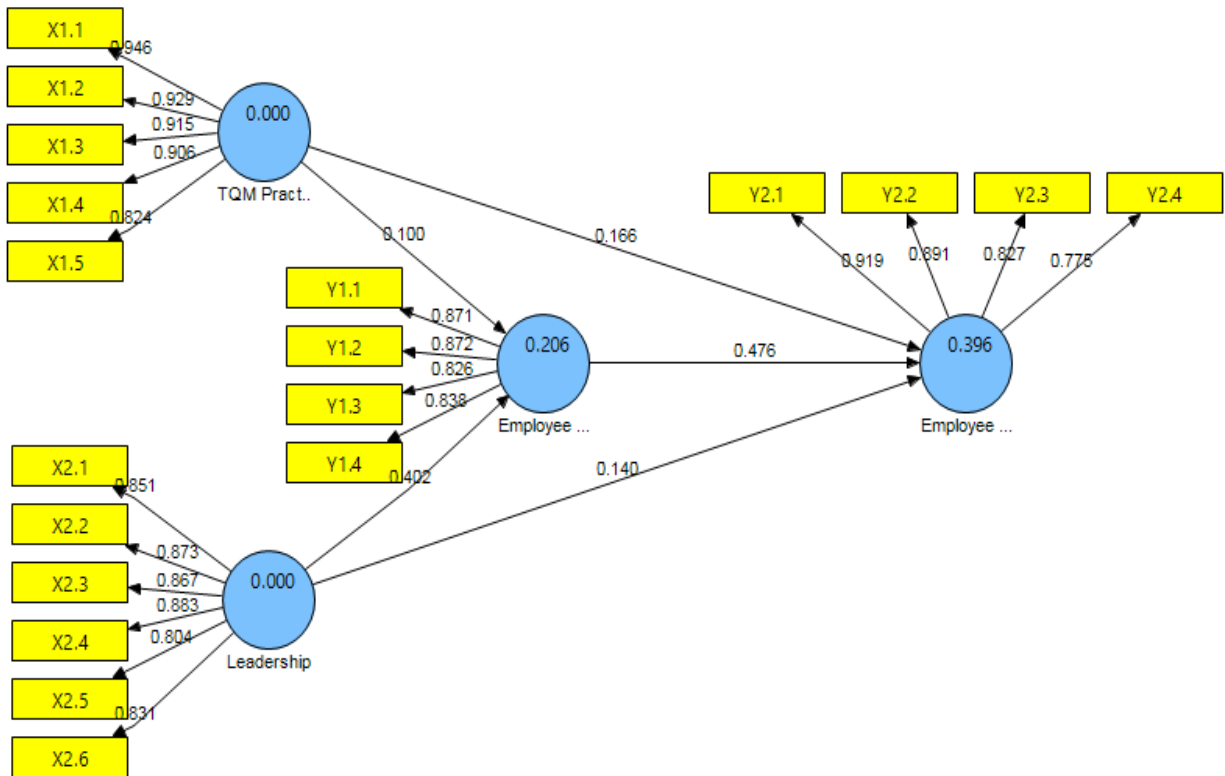 X1.1
0.946
X1.2
0.929
X1.3
0.915
X1.4
0.906
X1.5
0.824
0.000
TQM Pract..
0.100
0.166
Y1.1
0.871
Y1.2
0.872
Y1.3
0.826
Y1.4
0.838
0.206
Employee ...
0.476
Y2.1
Y2.2
Y2.3
Y2.4
0.919
0.891
0.827
0.775
0.396
Employee ...
0.402
0.140
X2.1
0.851
X2.2
0.873
X2.3
0.867
X2.4
0.883
X2.5
0.804
X2.6
0.831
0.000
Leadership